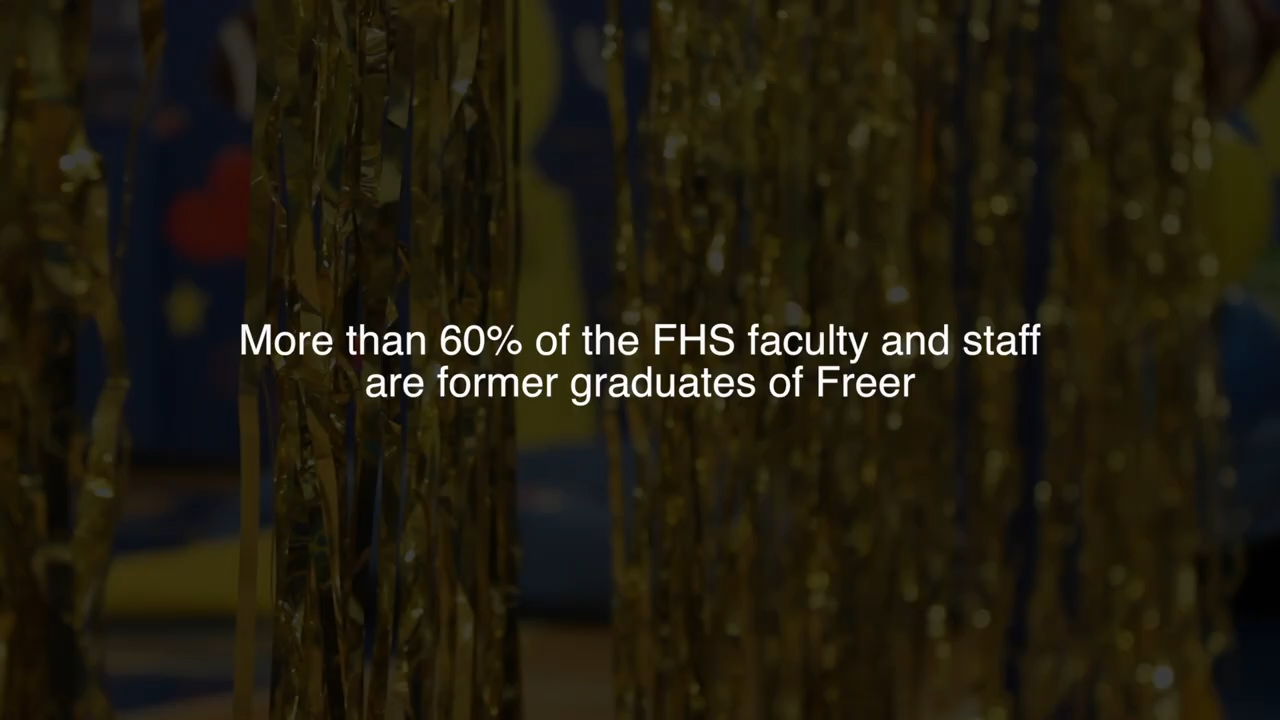 More than 60% of the FHS faculty and staff
are former graduates of Freer